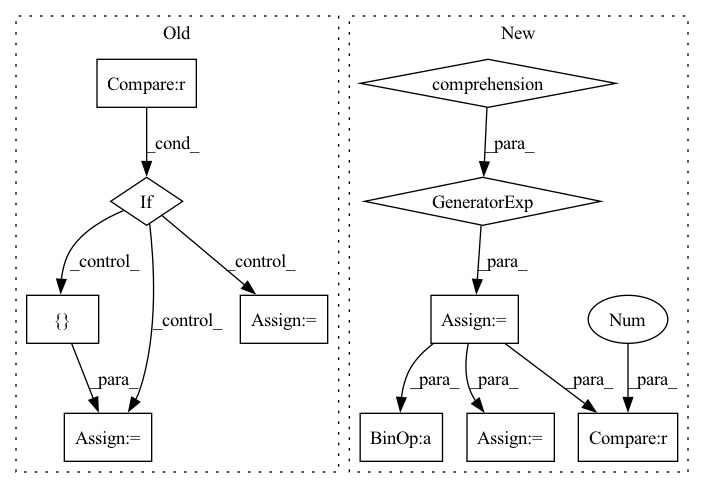 Old
New
Compare:r
comprehension
_cond_
_para_
If
GeneratorExp
_control_
_control_
_control_
_para_
{}
Assign:=
Assign:=
Num
_para_
_para_
_para_
_para_
_para_
Assign:=
BinOp:a
Assign:=
Compare:r